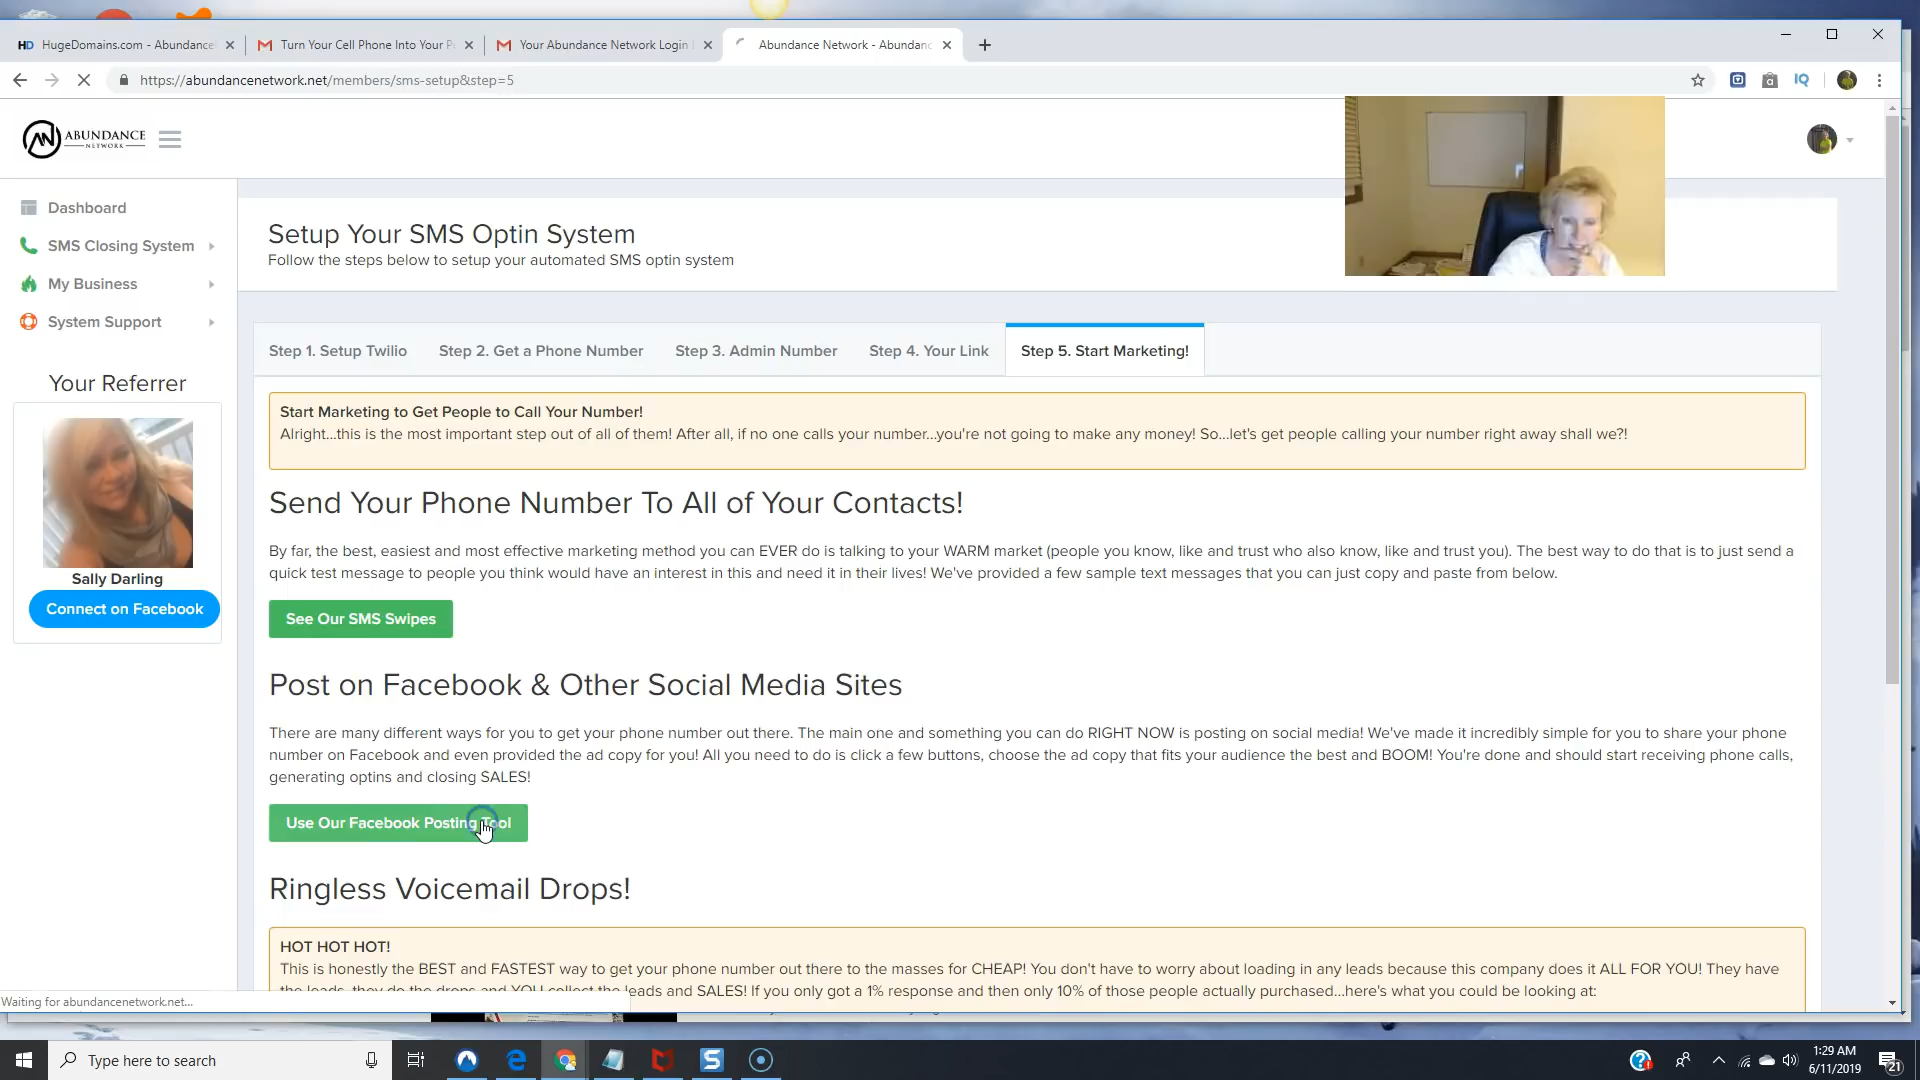 HugeDomains.com - Abundance
Turn Your Cell Phone Into Your P
Your Abundance Network Login
Abundance Network - Abundanc
https://abundancenetwork.net/members/sms-setup&step=5
ABUNDANCE
NETWORK
Dashboard
SMS Closing System
My Business
System Support
Your Referrer
Sally Darling
Connect on Facebook
Setup Your SMS Optin System
Follow the steps below to setup your automated SMS optin system
Step 1. Setup Twilio
Step 2. Get a Phone Number
Step 3. Admin Number
Step 4. Your Link
Step 5. Start Marketing!
Start Marketing to Get People to Call Your Number!
Alright...this is the most important step out of all of them! After all, if no one calls your number...you're not going to make any money! So...let's get people calling your number right away shall we?!
Send Your Phone Number To All of Your Contacts!
By far, the best, easiest and most effective marketing method you can EVER do is talking to your WARM market (people you know, like and trust who also know, like and trust you). The best way to do that is to just send a
quick test message to people you think would have an interest in this and need it in their lives! We've provided a few sample text messages that you can just copy and paste from below.
See Our SMS Swipes
Post on Facebook & Other Social Media Sites
There are many different ways for you to get your phone number out there. The main one and something you can do RIGHT NOW is posting on social media! We've made it incredibly simple for you to share your phone
number on Facebook and even provided the ad copy for you! All you need to do is click a few buttons, choose the ad copy that fits your audience the best and BOOM! You're done and should start receiving phone calls,
generating optins and closing SALES!
Use Our Facebook Posting Tool
Ringless Voicemail Drops!
HOT HOT HOT!
This is honestly the BEST and FASTEST way to get your phone number out there to the masses for CHEAP! You don't have to worry about loading in any leads because this company does it ALL FOR YOU! They have
the leads, they do the drops and YOU collect the leads and SALES! If you only got a 1% response and then only 10% of those people actually purchased...here's what you could be looking at:
Waiting for abundancenetwork.net...
Type here to search
1:29 AM
6/11/2019
21